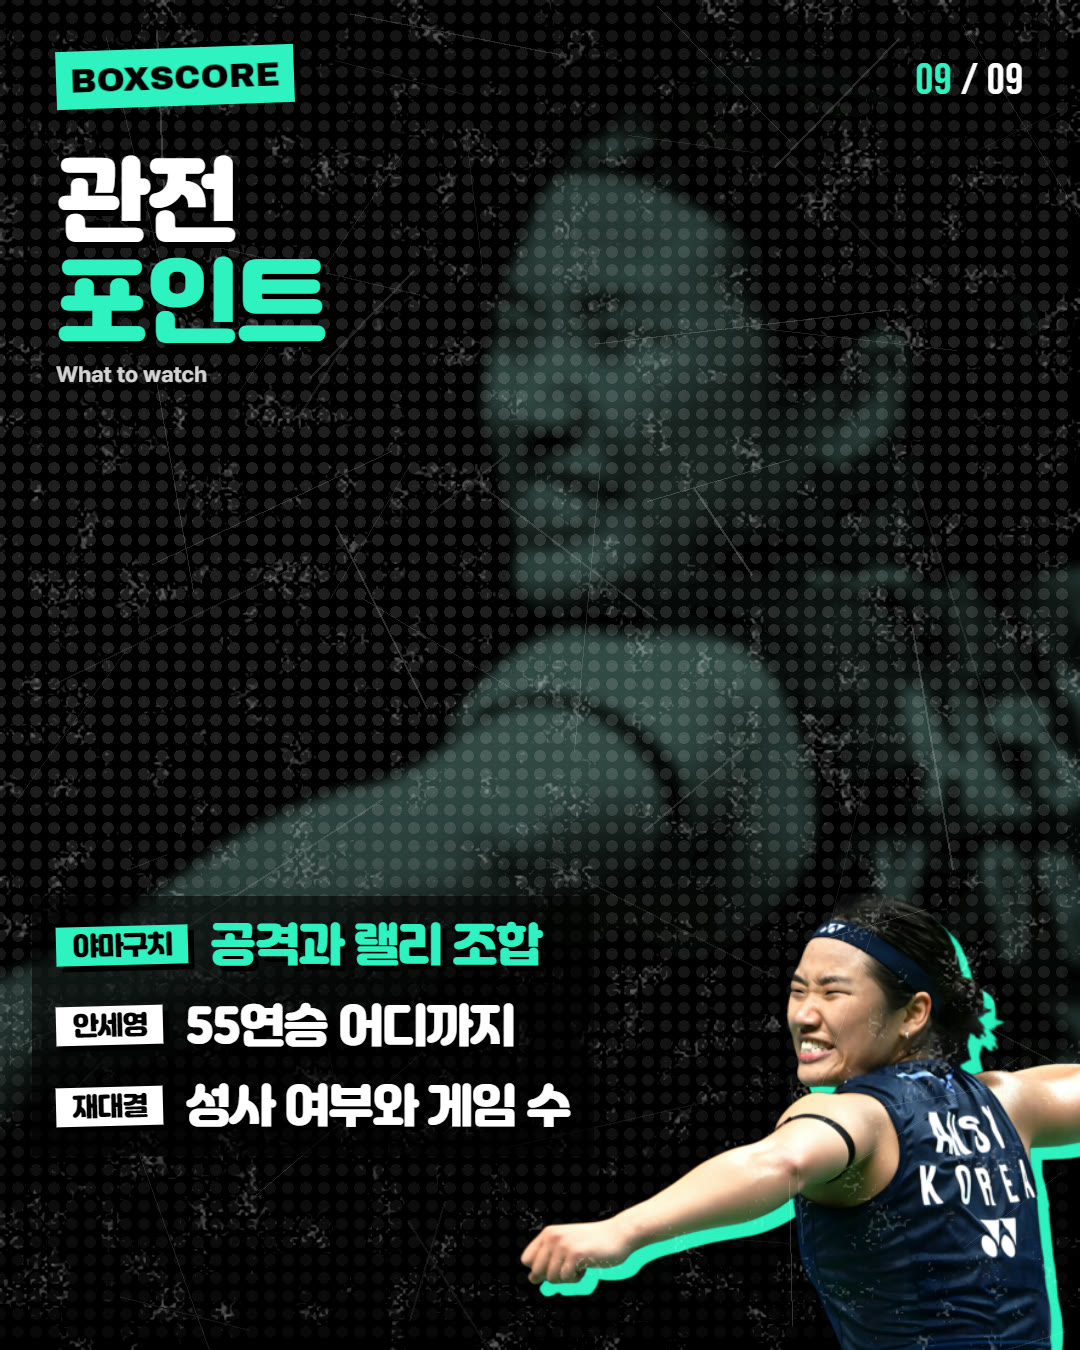 BOXSCORE
09 / 09
관전
포인트
What to watch
야마구치 공격과 랠리 조합
안세영 55연승 어디까지
재대결 성사 여부와 게임 수
KOREA